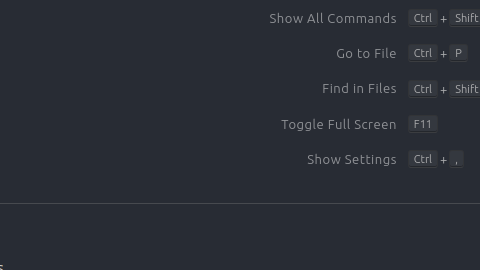 Show All Commands Ctrl + Shift
Go to File Ctrl + P
Find in Files Ctrl + Shift
Toggle Full Screen F11
Show Settings Ctrl + ,